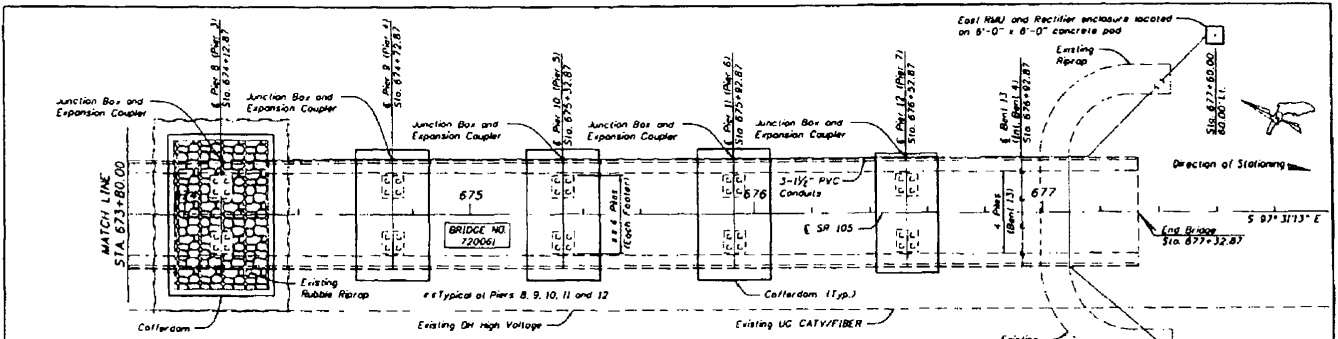 East RMU and Rectifier enclosure located
on 6'-0" x 6'-0" concrete pad
Existing
Riprap
Sta. 677+60.00
60.00' Lt.
Direction of Stationing
℄ Pier 8 (Pier 3)
Sta. 674+12.87
℄ Pier 9 (Pier 4)
Sta. 674+72.87
℄ Pier 10 (Pier 5)
Sta. 675+32.87
℄ Pier 11 (Pier 6)
Sta. 675+92.87
℄ Pier 12 (Pier 7)
Sta. 676+52.87
℄ Bent 13
(Int. Bent 4)
Sta. 676+92.87
Junction Box and
Expansion Coupler
Junction Box and
Expansion Coupler
Junction Box and
Expansion Coupler
Junction Box and
Expansion Coupler
Junction Box and
Expansion Coupler
MATCH LINE
STA. 673+80.00
675
BRIDGE NO.
720061
** 4 Piles
(Each Footer)
676
3-1½" PVC
Conduits
℄ SR 105
4 Piles
(Bent 13)
677
S 97°31'13" E
End Bridge
Sta. 677+32.87
Existing
Rubble Riprap
**Typical at Piers 8, 9, 10, 11 and 12
Cofferdam (Typ.)
Cofferdam
Existing OH High Voltage
Existing UG CATV/FIBER
Existing